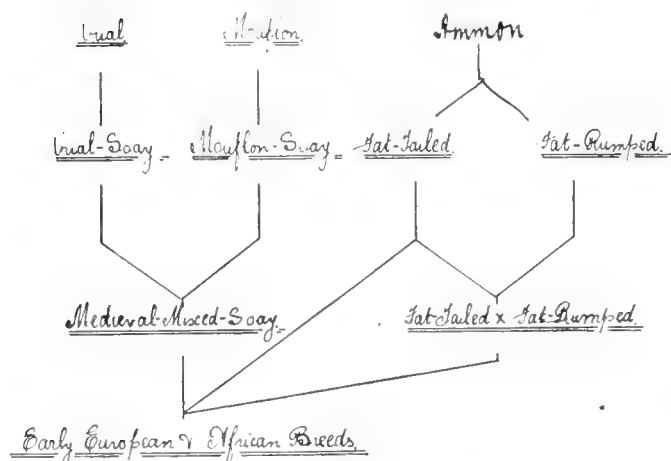 Urial. Mouflon. Ammon
Urial-Soay. Mouflon-Soay. Fat-Tailed. Fat-Rumped.
Medieval-Mixed-Soay. Fat-Tailed x Fat-Rumped.
Early European & African Breeds.